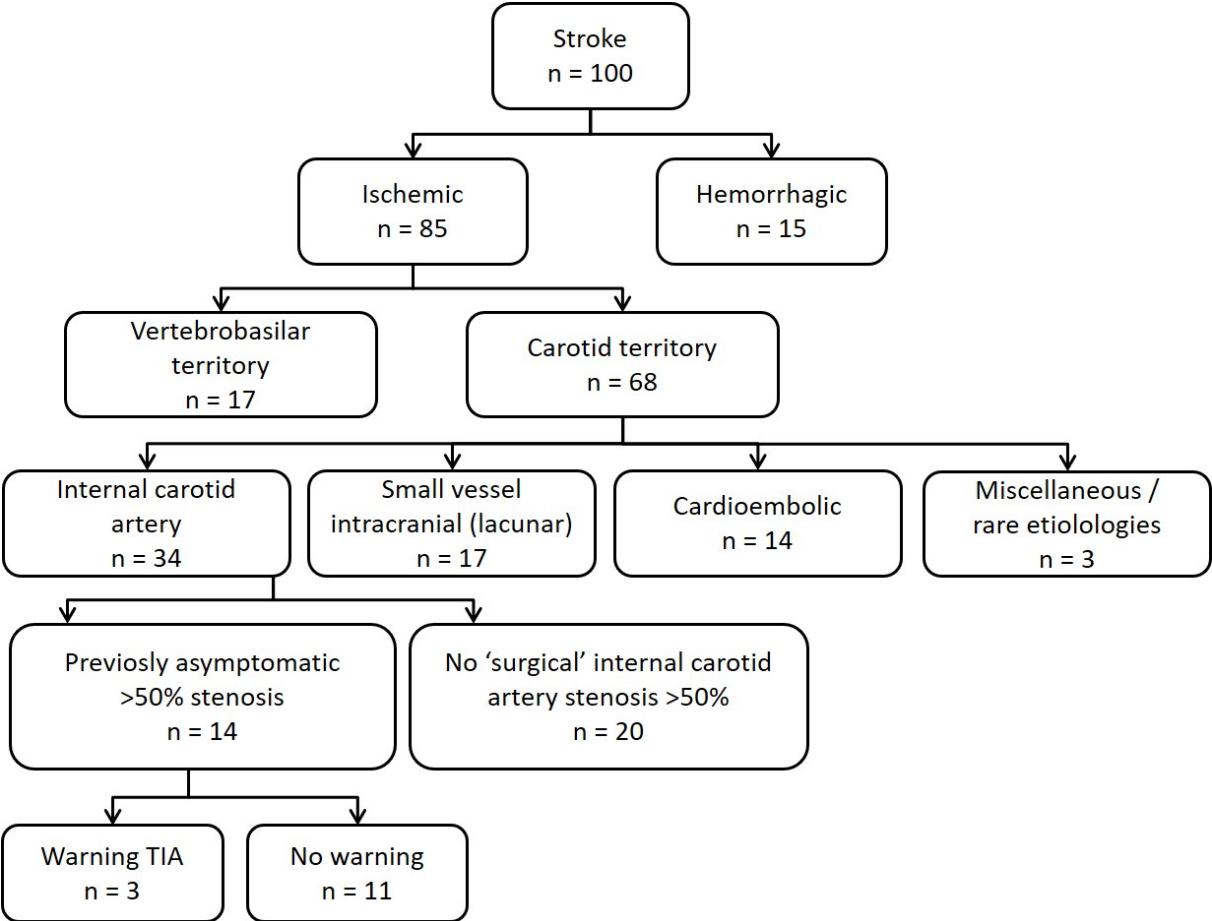 Stroke
n = 100
Ischemic
n = 85
Hemorrhagic
n = 15
Vertebrobasilar
territory
n = 17
Carotid territory
n = 68
Internal carotid
artery
n = 34
Small vessel
intracranial (lacunar)
n = 17
Cardioembolic
n = 14
Miscellaneous /
rare etiolologies
n = 3
Previosly asymptomatic
>50% stenosis
n = 14
No ‘surgical’ internal carotid
artery stenosis >50%
n = 20
Warning TIA
n = 3
No warning
n = 11